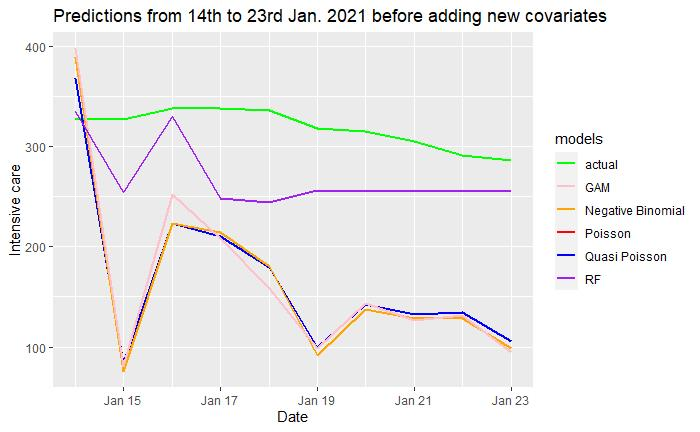 Predictions from 14th to 23rd Jan. 2021 before adding new covariates
400
300
200
100
Intensive care
Jan 15 Jan 17 Jan 19 Jan 21 Jan 23
Date
models
actual
GAM
Negative Binomial
Poisson
Quasi Poisson
RF